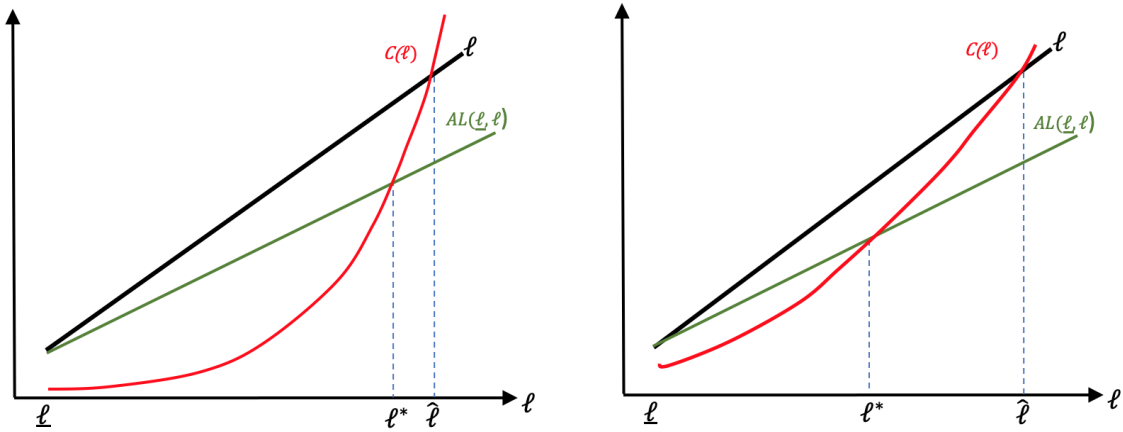 C(ℓ)
ℓ
AL(ℓ̲, ℓ)
ℓ̲
ℓ*
ℓ̂
ℓ
C(ℓ)
ℓ
AL(ℓ̲, ℓ)
ℓ̲
ℓ*
ℓ̂
ℓ